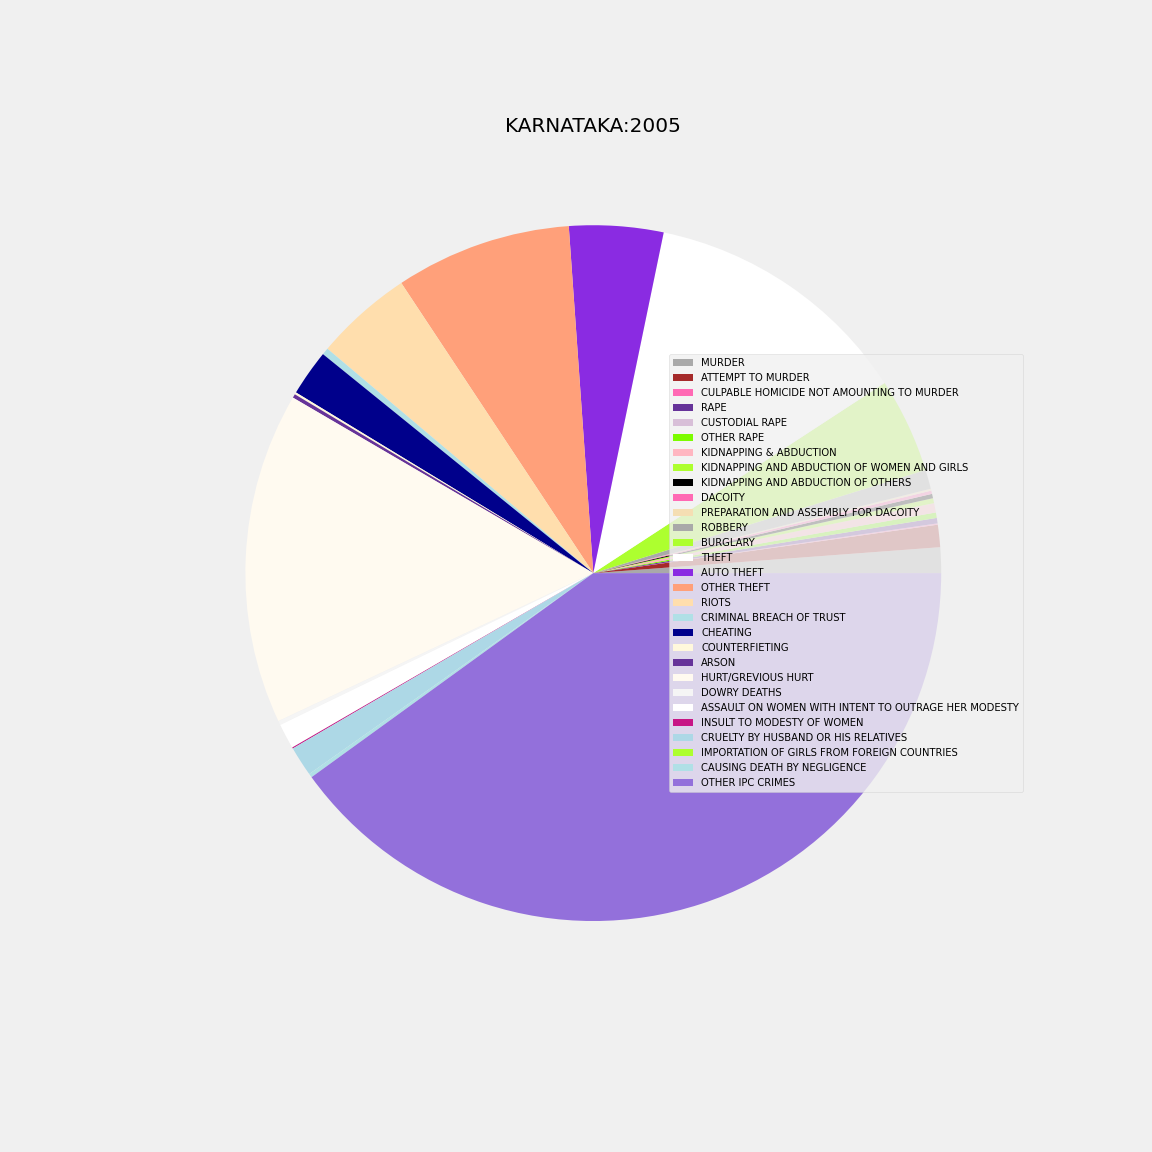 KARNATAKA:2005
MURDER
ATTEMPT TO MURDER
CULPABLE HOMICIDE NOT AMOUNTING TO MURDER
RAPE
CUSTODIAL RAPE
OTHER RAPE
KIDNAPPING & ABDUCTION
KIDNAPPING AND ABDUCTION OF WOMEN AND GIRLS
KIDNAPPING AND ABDUCTION OF OTHERS
DACOITY
PREPARATION AND ASSEMBLY FOR DACOITY
ROBBERY
BURGLARY
THEFT
AUTO THEFT
OTHER THEFT
RIOTS
CRIMINAL BREACH OF TRUST
CHEATING
COUNTERFIETING
ARSON
HURT/GREVIOUS HURT
DOWRY DEATHS
ASSAULT ON WOMEN WITH INTENT TO OUTRAGE HER MODESTY
INSULT TO MODESTY OF WOMEN
CRUELTY BY HUSBAND OR HIS RELATIVES
IMPORTATION OF GIRLS FROM FOREIGN COUNTRIES
CAUSING DEATH BY NEGLIGENCE
OTHER IPC CRIMES